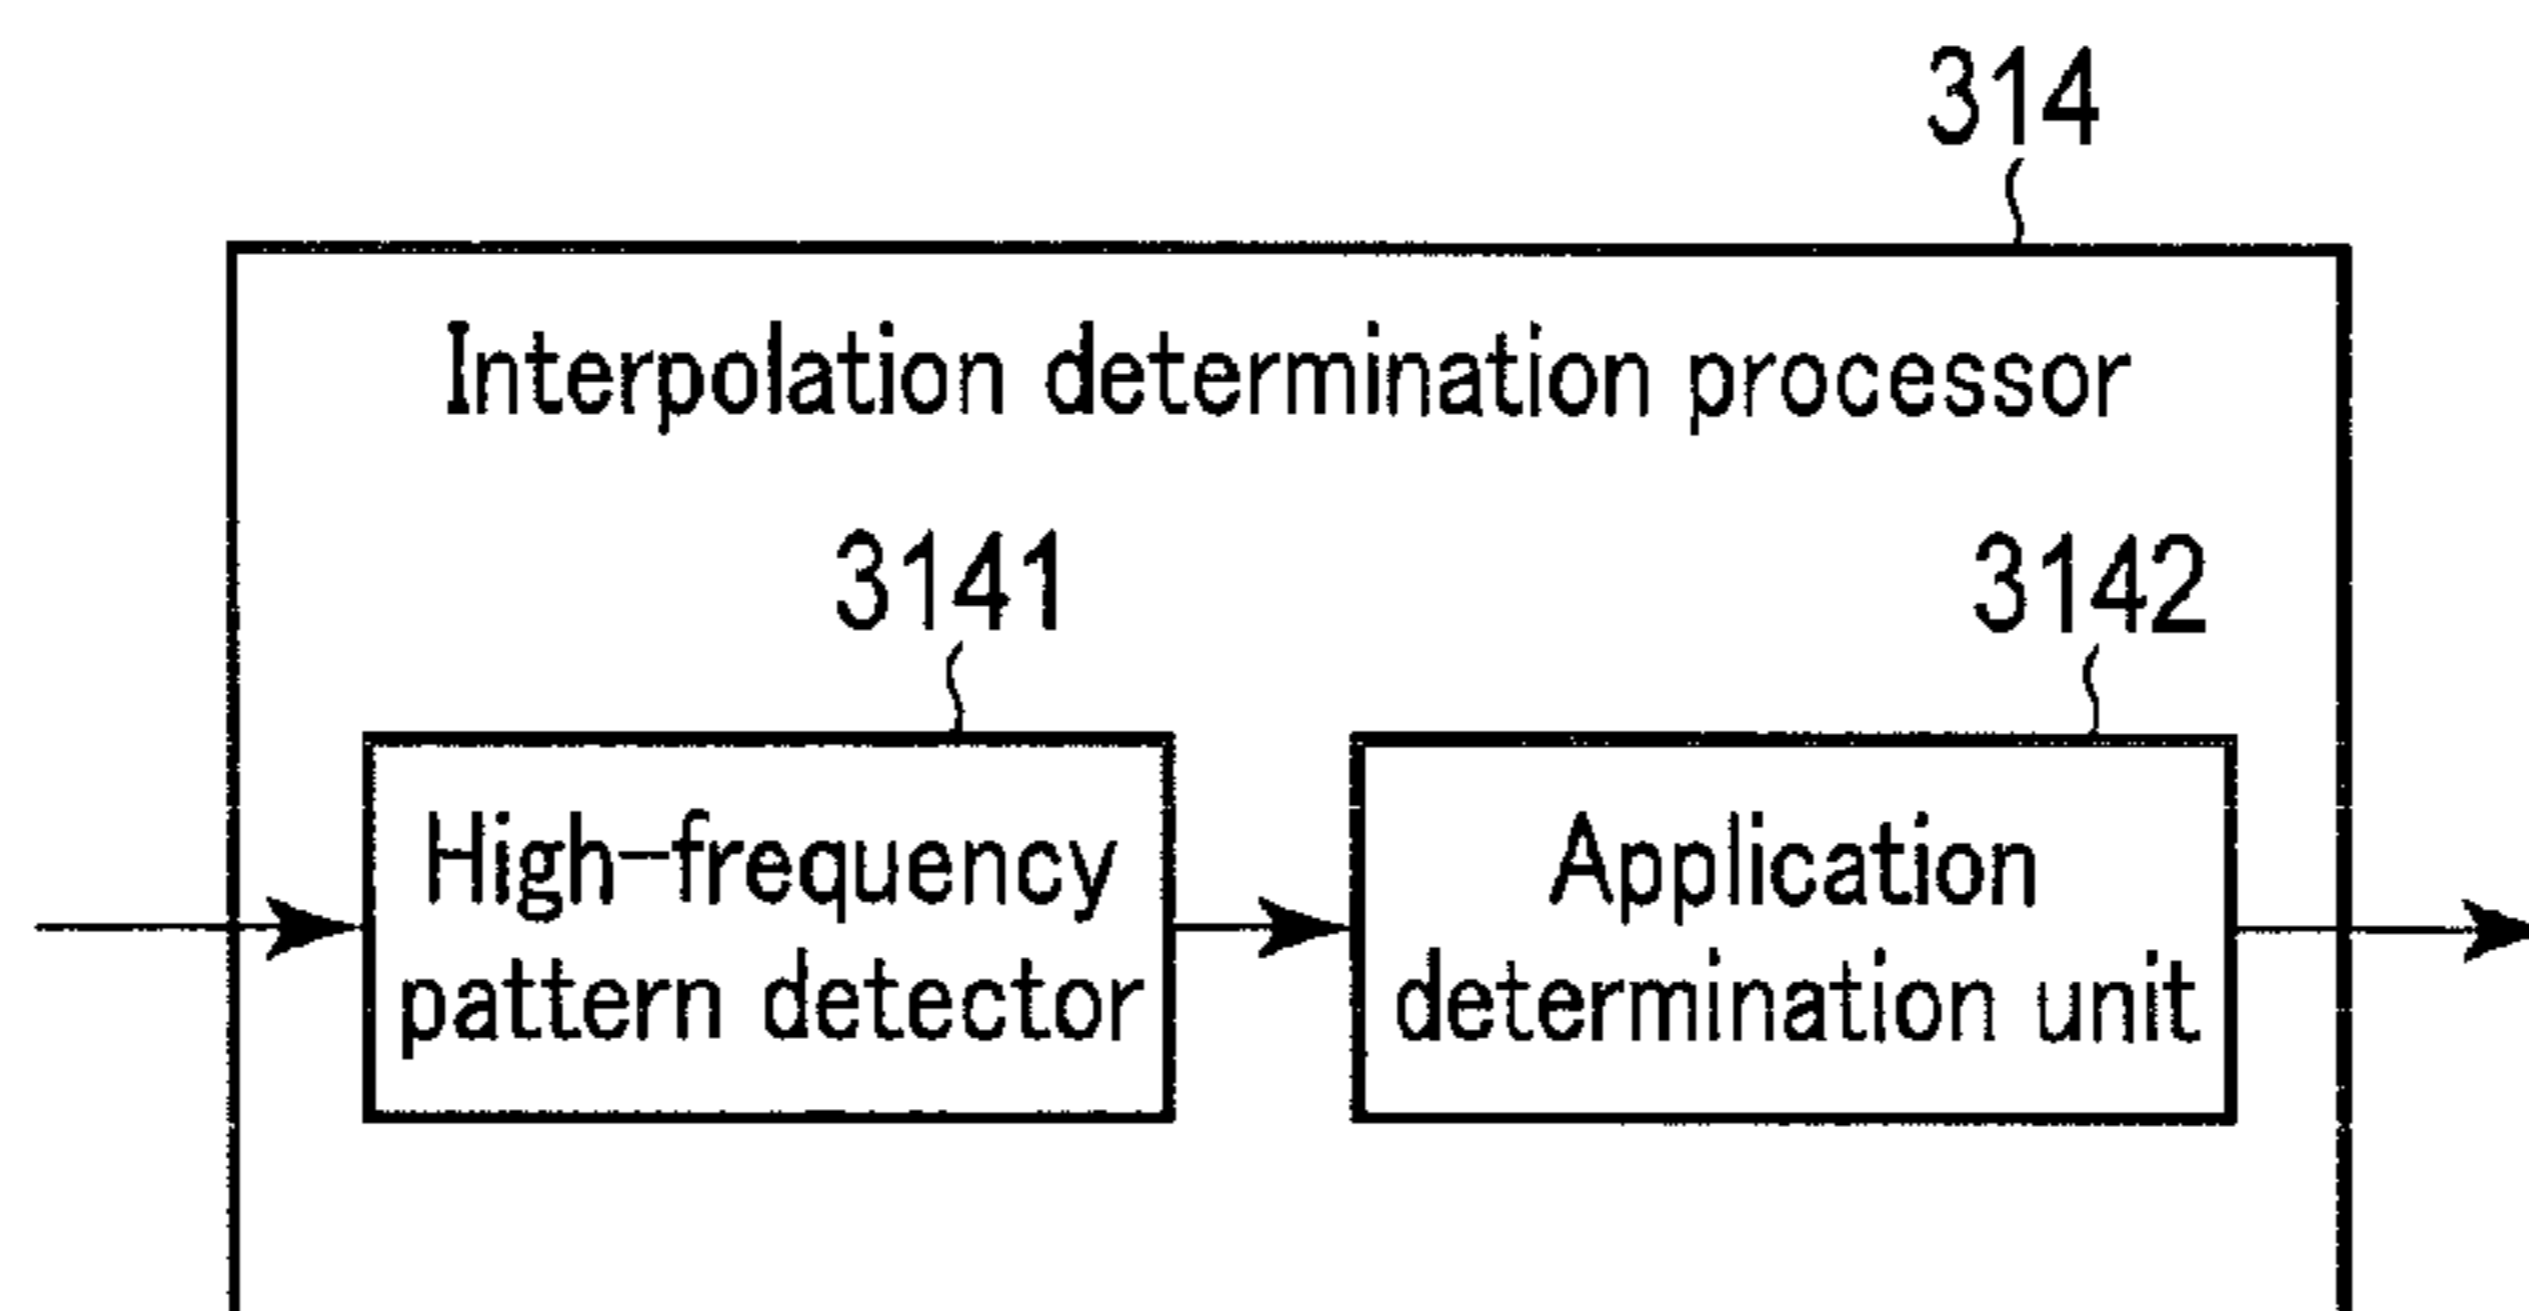 314
Interpolation determination processor
3141
3142
High-frequency
pattern detector
Application
determination unit